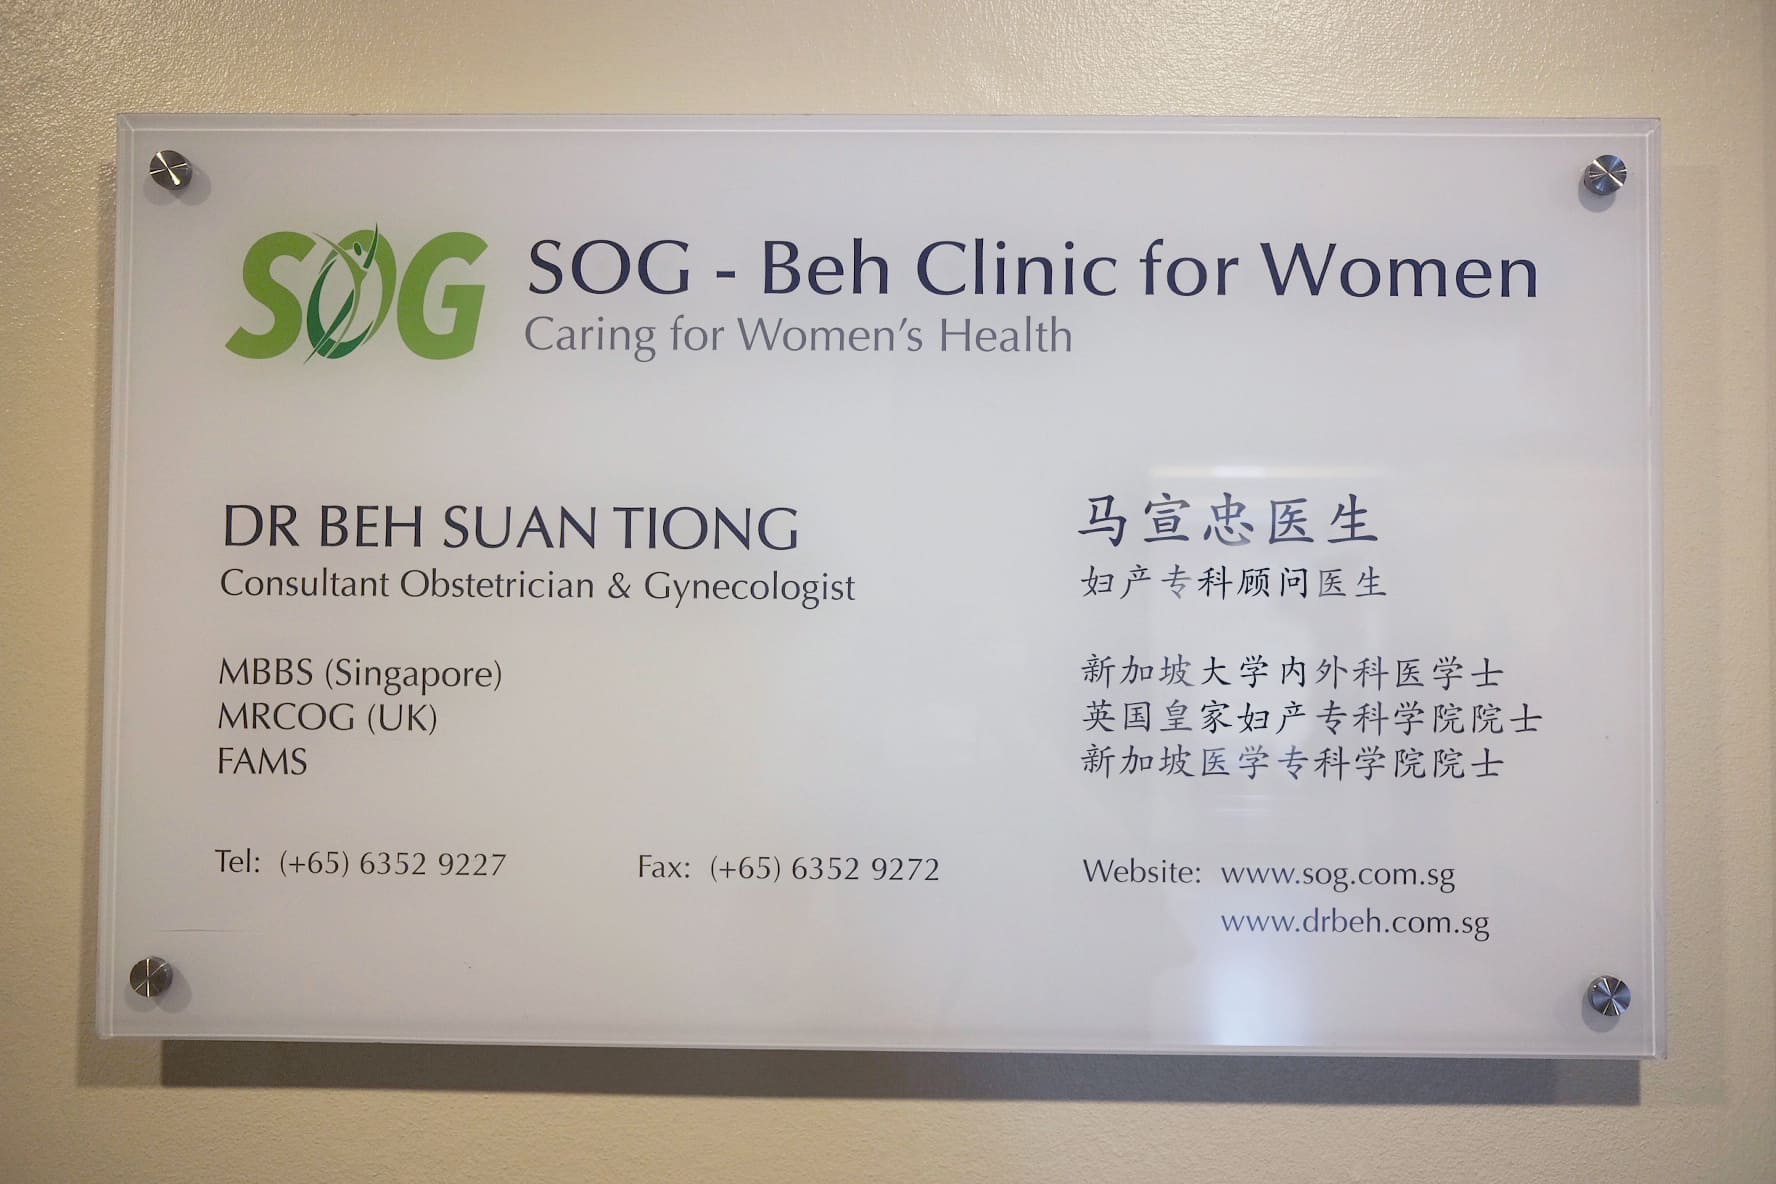 SOG
SOG - Beh Clinic for Women
Caring for Women's Health
DR BEH SUAN TIONG
Consultant Obstetrician & Gynecologist
MBBS (Singapore)
MRCOG (UK)
FAMS
马宣忠医生
妇产专科顾问医生
新加坡大学内外科医学士
英国皇家妇产专科学院院士
新加坡医学专科学院院士
Tel: (+65) 6352 9227
Fax: (+65) 6352 9272
Website: www.sog.com.sg
www.drbeh.com.sg